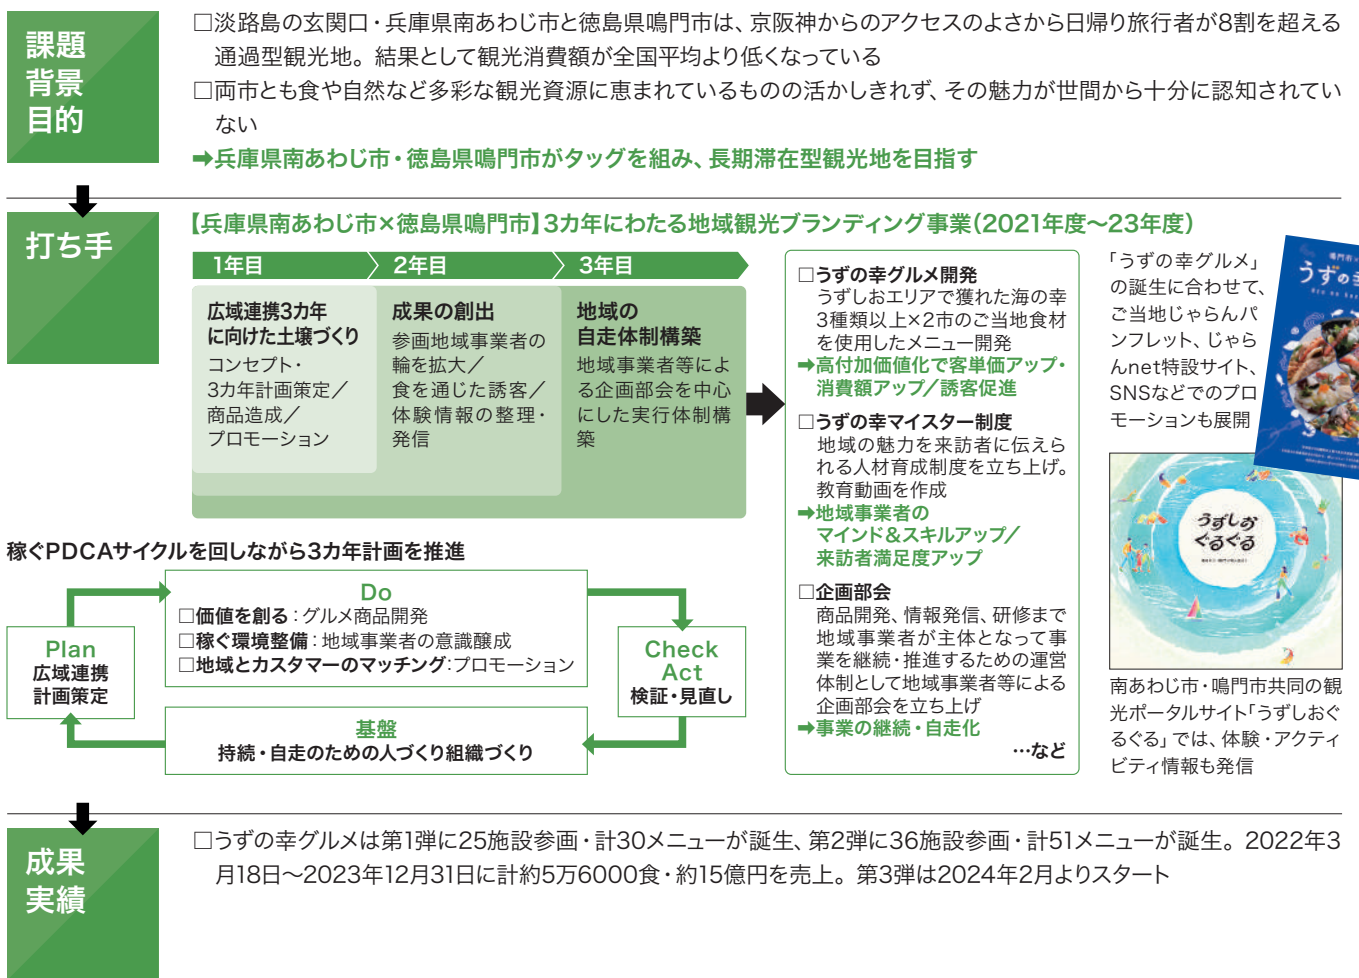 課題
背景
目的
□淡路島の玄関口・兵庫県南あわじ市と徳島県鳴門市は、京阪神からのアクセスのよさから日帰り旅行者が8割を超える
通過型観光地。結果として観光消費額が全国平均より低くなっている
□両市とも食や自然など多彩な観光資源に恵まれているものの活かしきれず、その魅力が世間から十分に認知されてい
ない
➡兵庫県南あわじ市・徳島県鳴門市がタッグを組み、長期滞在型観光地を目指す
打ち手
【兵庫県南あわじ市×徳島県鳴門市】3カ年にわたる地域観光ブランディング事業(2021年度〜23年度)
1年目
2年目
3年目
広域連携3カ年
に向けた土壌づくり
コンセプト・
3カ年計画策定／
商品造成／
プロモーション
成果の創出
参画地域事業者の
輪を拡大／
食を通じた誘客／
体験情報の整理・
発信
地域の
自走体制構築
地域事業者等によ
る企画部会を中心
にした実行体制構
築
□うずの幸グルメ開発
うずしおエリアで獲れた海の幸
3種類以上×2市のご当地食材
を使用したメニュー開発
➡高付加価値化で客単価アップ・
消費額アップ／誘客促進
□うずの幸マイスター制度
地域の魅力を来訪者に伝えら
れる人材育成制度を立ち上げ。
教育動画を作成
➡地域事業者の
マインド&スキルアップ／
来訪者満足度アップ
□企画部会
商品開発、情報発信、研修まで
地域事業者が主体となって事
業を継続・推進するための運営
体制として地域事業者等による
企画部会を立ち上げ
➡事業の継続・自走化
…など
「うずの幸グルメ」
の誕生に合わせて、
ご当地じゃらんパ
ンフレット、じゃら
んnet特設サイト、
SNSなどでのプロ
モーションも展開
うずの幸
うずしお
ぐるぐる
南あわじ市・鳴門市共同の観
光ポータルサイト「うずしおぐ
るぐる」では、体験・アクティ
ビティ情報も発信
稼ぐPDCAサイクルを回しながら3カ年計画を推進
Plan
広域連携
計画策定
Do
□価値を創る：グルメ商品開発
□稼ぐ環境整備：地域事業者の意識醸成
□地域とカスタマーのマッチング：プロモーション
Check
Act
検証・見直し
基盤
持続・自走のための人づくり組織づくり
成果
実績
□うずの幸グルメは第1弾に25施設参画・計30メニューが誕生、第2弾に36施設参画・計51メニューが誕生。2022年3
月18日〜2023年12月31日に計約5万6000食・約15億円を売上。第3弾は2024年2月よりスタート